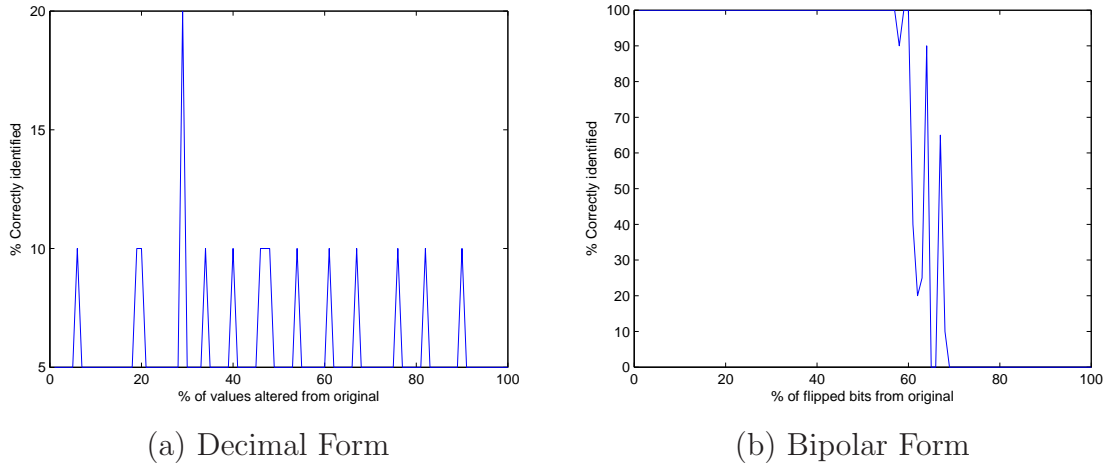 20
15
10
5
0 20 40 60 80 100
% Correctly identified
% of values altered from original
(a) Decimal Form
100
90
80
70
60
50
40
30
20
10
0
0 20 40 60 80 100
% Correctly identified
% of flipped bits from original
(b) Bipolar Form